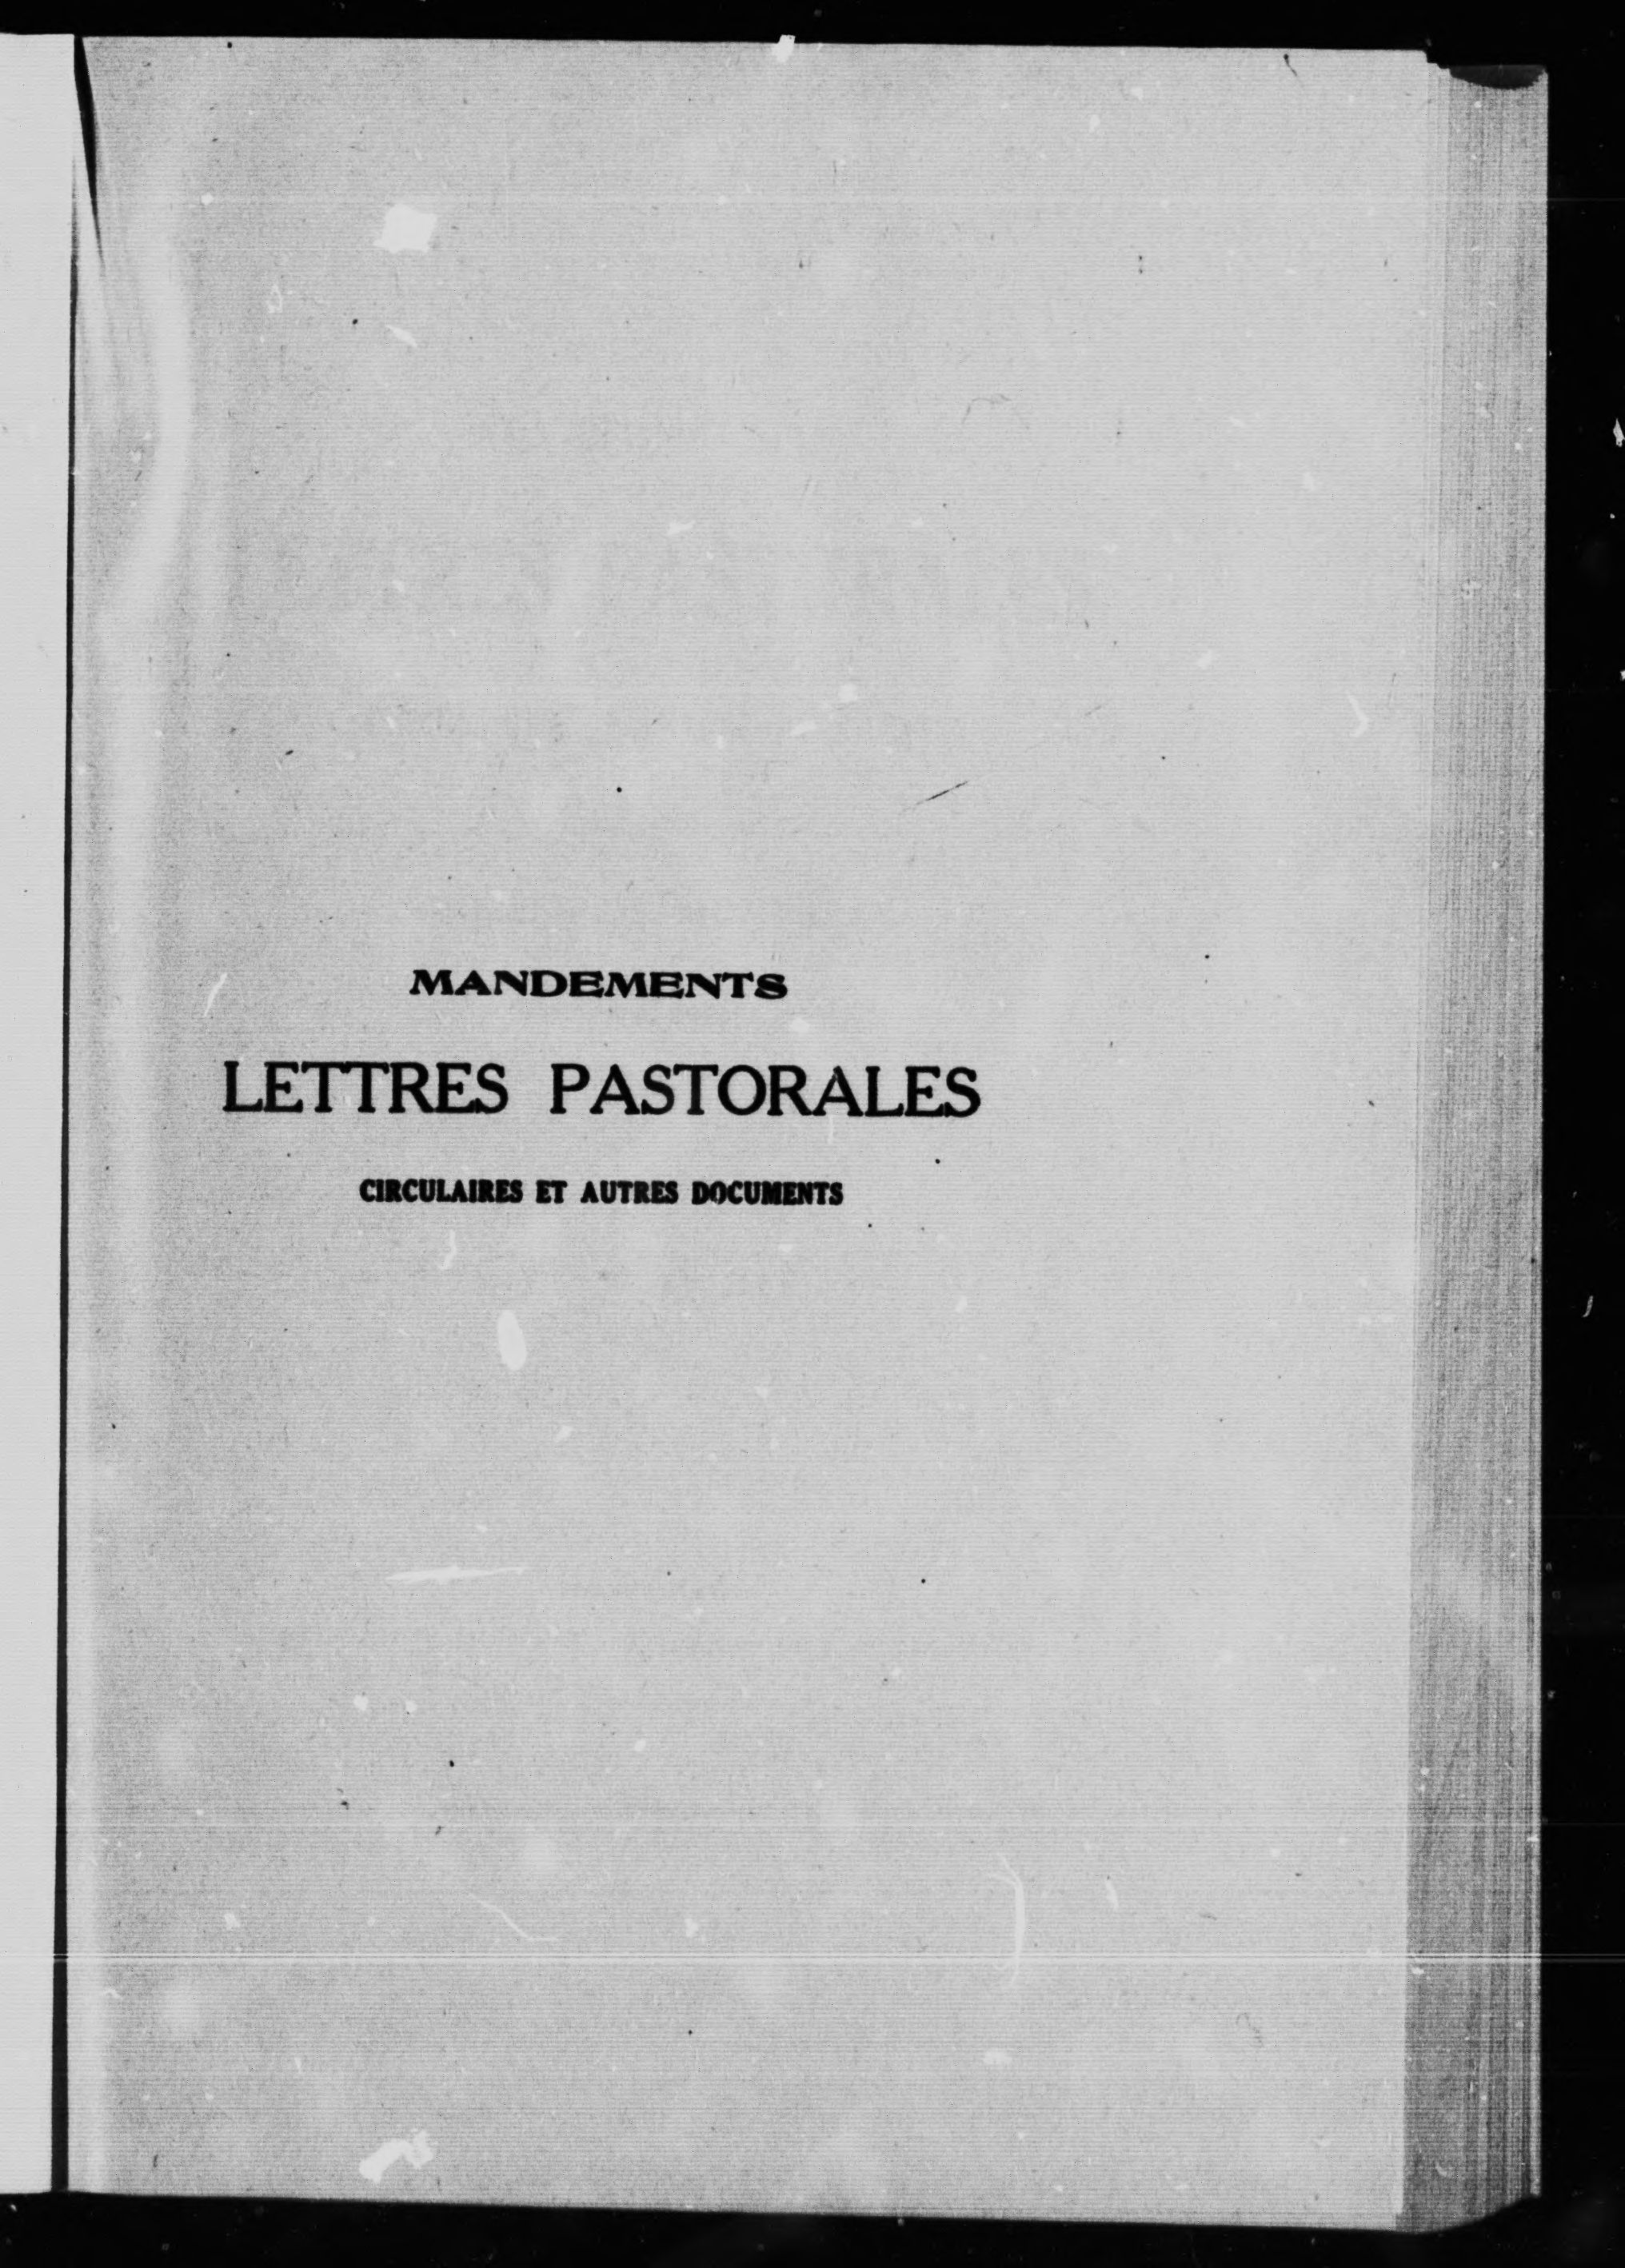 MANDEMENTS
LETTRES PASTORALES
CIRCULAIRES ET AUTRES DOCUMENTS